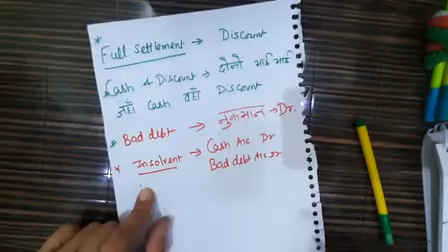 * Full Settlement → Discount
Cash & Discount → दोनो भाई भाई
जहाँ Cash वहाँ Discount
* Bad debt → नुकसान → Dr.
* Insolvent → Cash A/c Dr
Bad debt A/c Dr